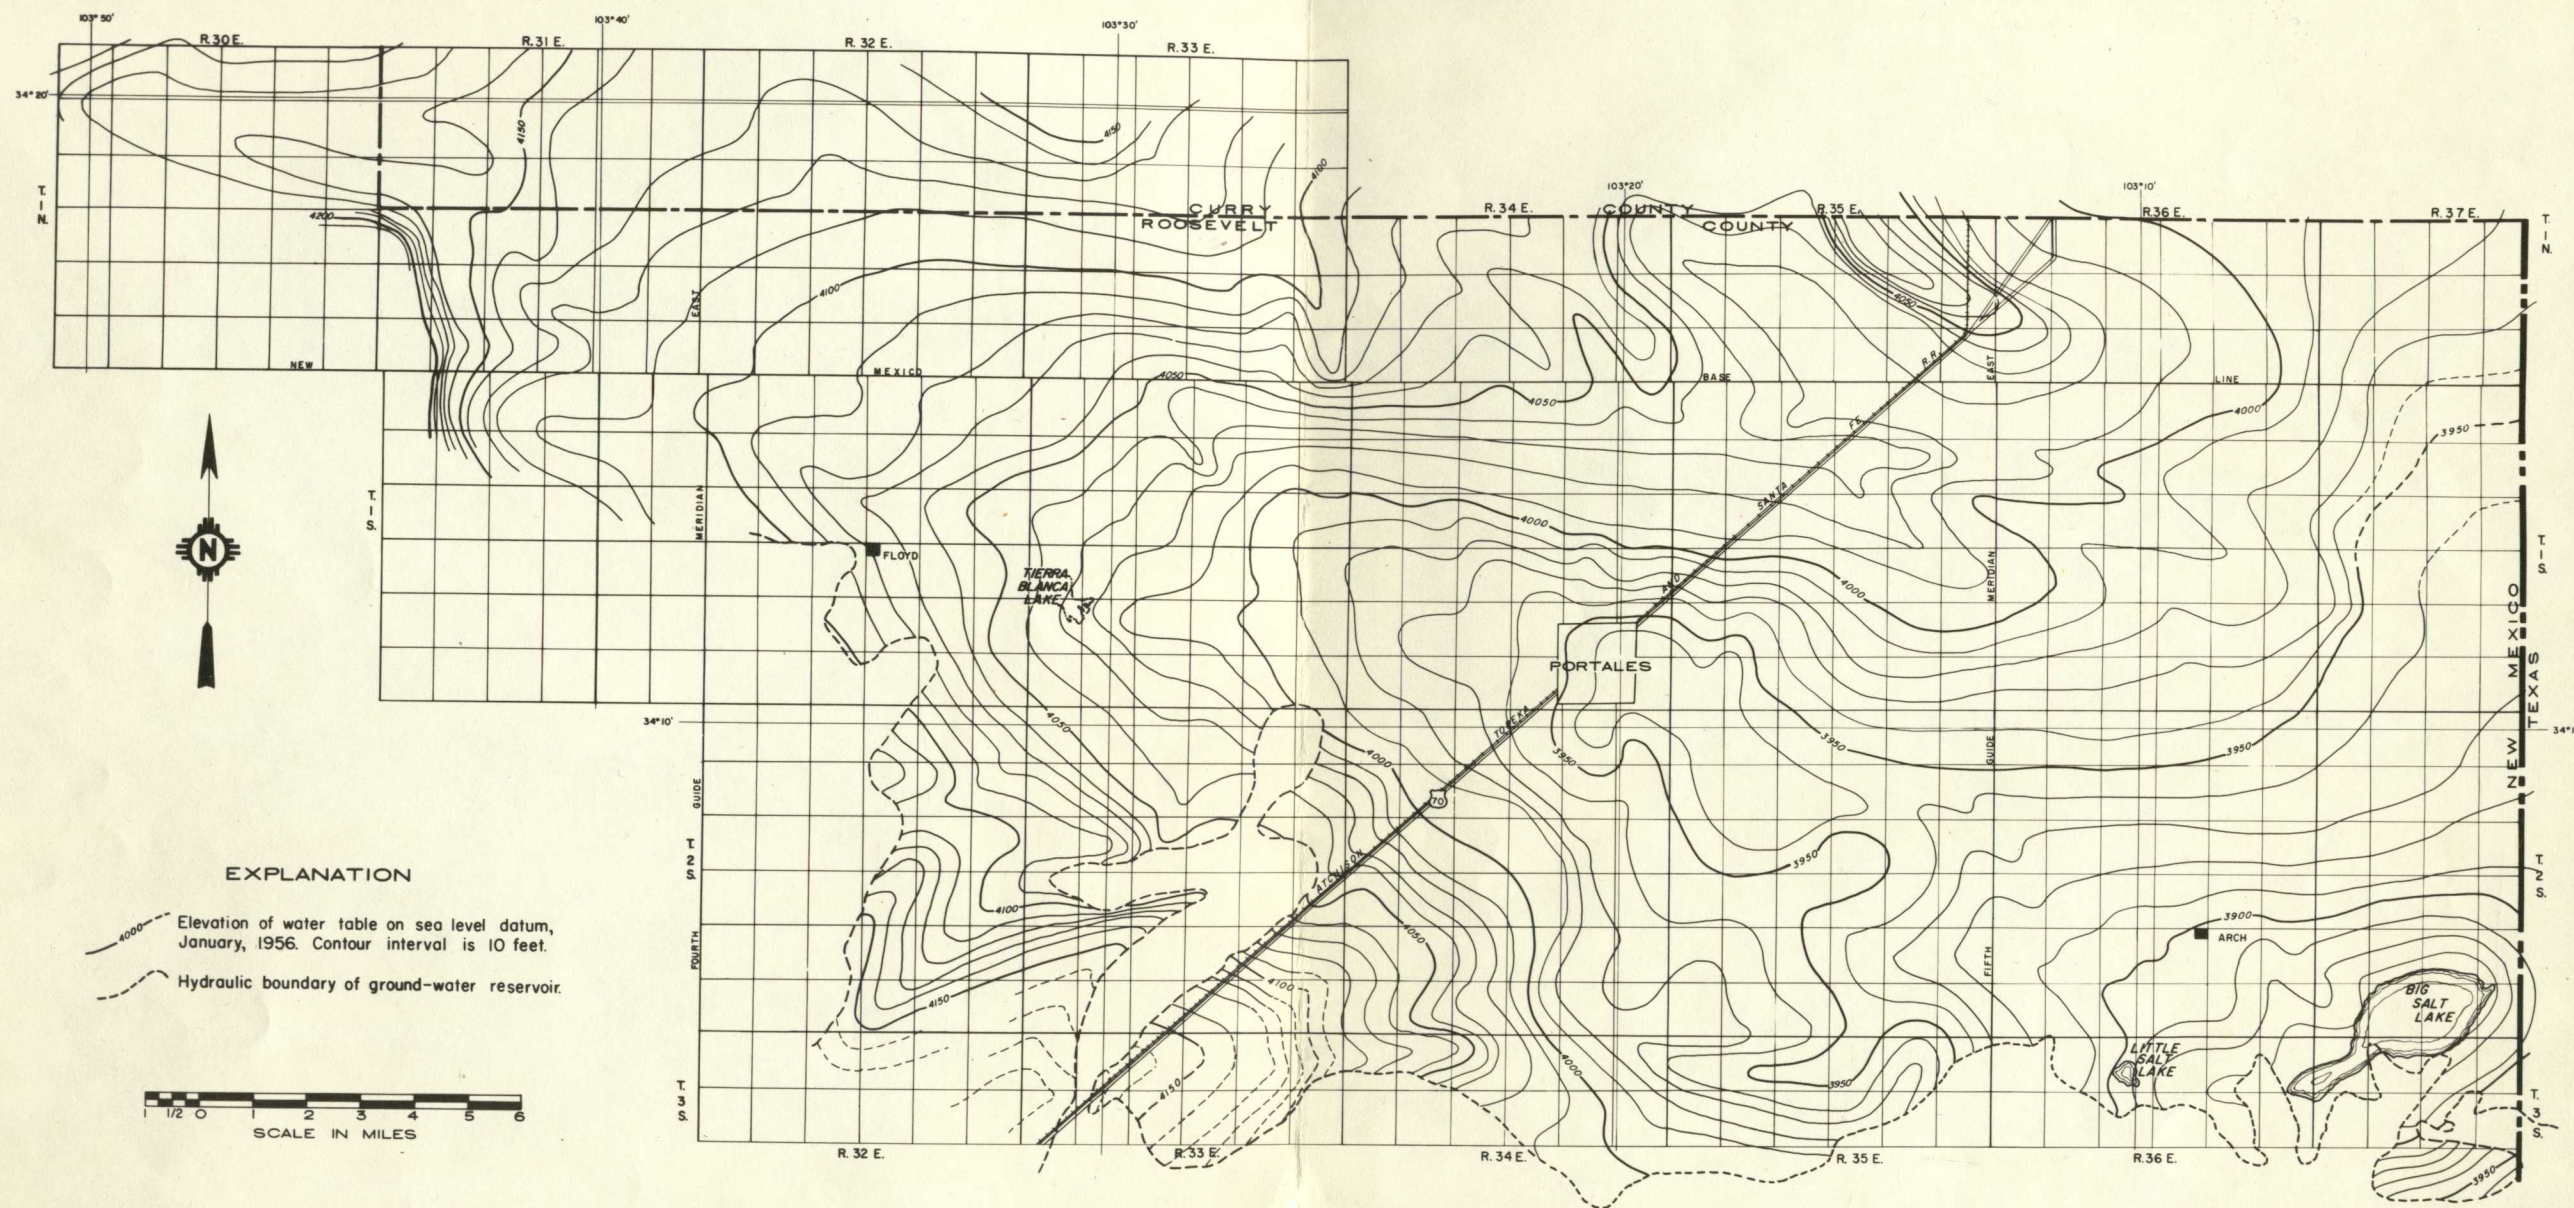 103°50'
103°40'
103°30'
R.30 E.
R.31 E.
R. 32 E.
R. 33 E.
34°20'
4150
4150
4100
103°20'
103°10'
T.
I
N.
4200
CURRY
COUNTY
ROOSEVELT
COUNTY
R. 34 E.
R.35 E.
R.36 E.
R.37 E.
T.
I
N.
4100
EAST
4050
NEW
MEXICO
BASE
LINE
4050
4050
R.R.
EAST
4000
3950
FE
SANTA
AND
T.
I
S.
MERIDIAN
4000
4000
MERIDIAN
T.
I
S.
N
FLOYD
TIERRA
BLANCA
LAKE
PORTALES
NEW MEXICO
TEXAS
34°10'
4050
TOPEKA
4000
3950
3950
3950
GUIDE
GUIDE
70
T.
2
S.
ATCHISON
3950
T.
2
S.
EXPLANATION
4000
Elevation of water table on sea level datum,
January, 1956. Contour interval is 10 feet.
Hydraulic boundary of ground-water reservoir.
4100
4050
3900
ARCH
FOURTH
FIFTH
4150
4100
BIG
SALT
LAKE
LITTLE
SALT
LAKE
4000
4150
3950
T.
3
S.
T.
3
S.
1 1/2 0 1 2 3 4 5 6
SCALE IN MILES
R. 32 E.
R.33 E.
R.34 E.
R. 35 E.
R.36 E.
3950